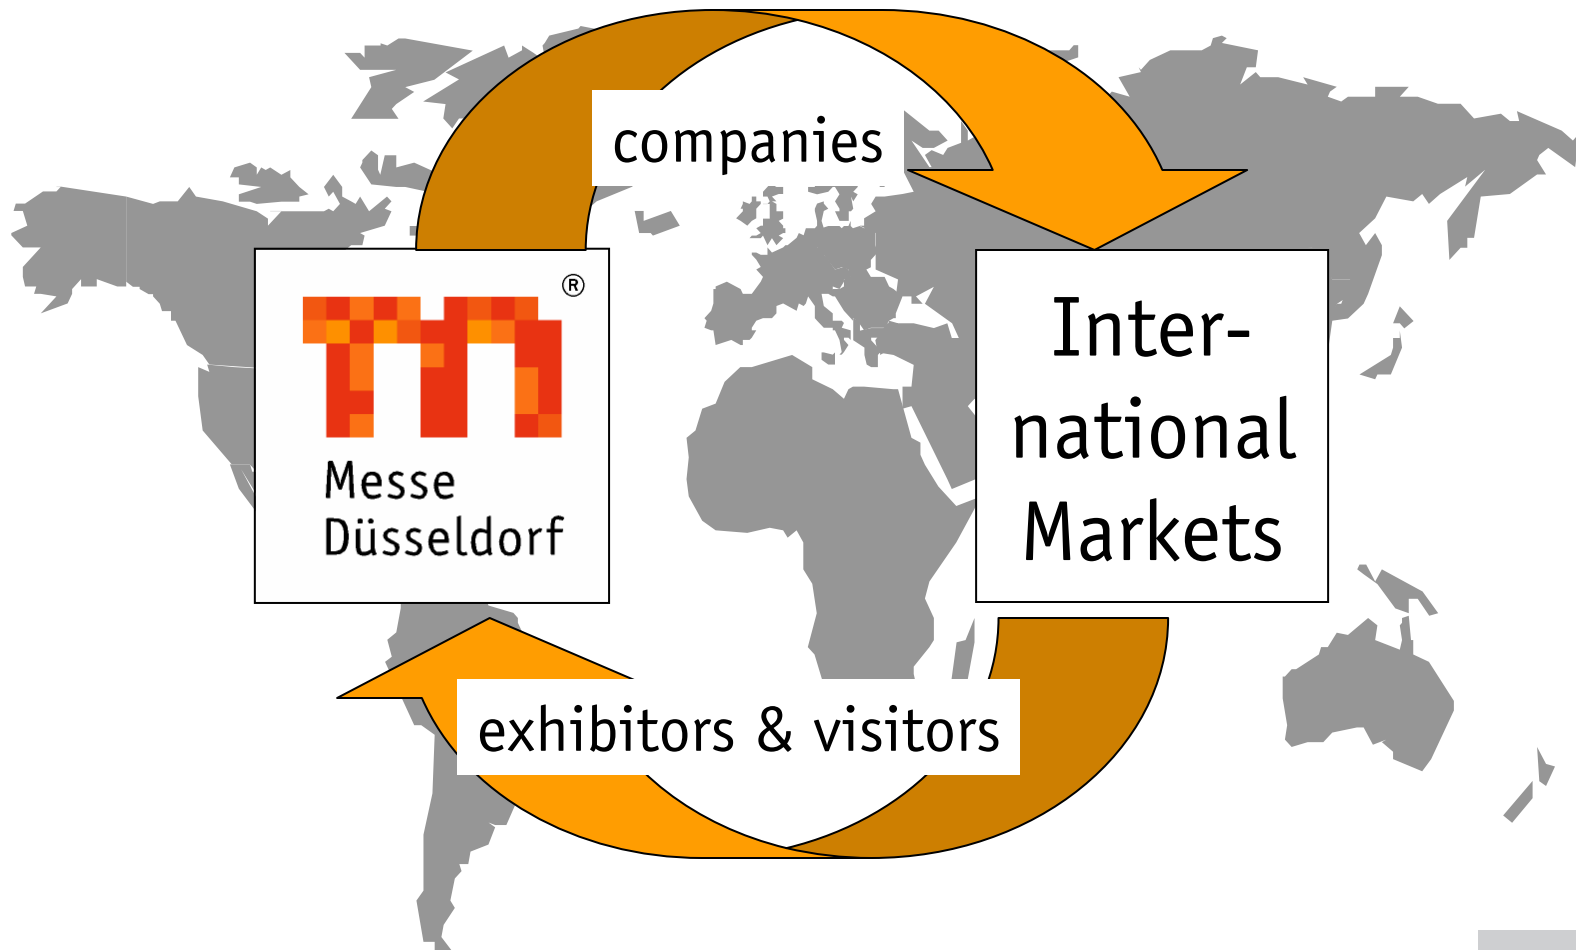 companies
®
Messe
Düsseldorf
Inter-
national
Markets
exhibitors & visitors